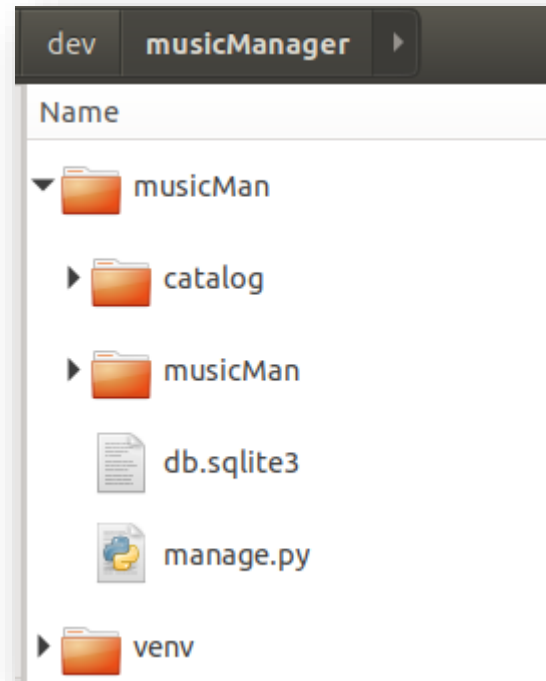 dev musicManager
Name
musicMan
catalog
musicMan
db.sqlite3
manage.py
venv